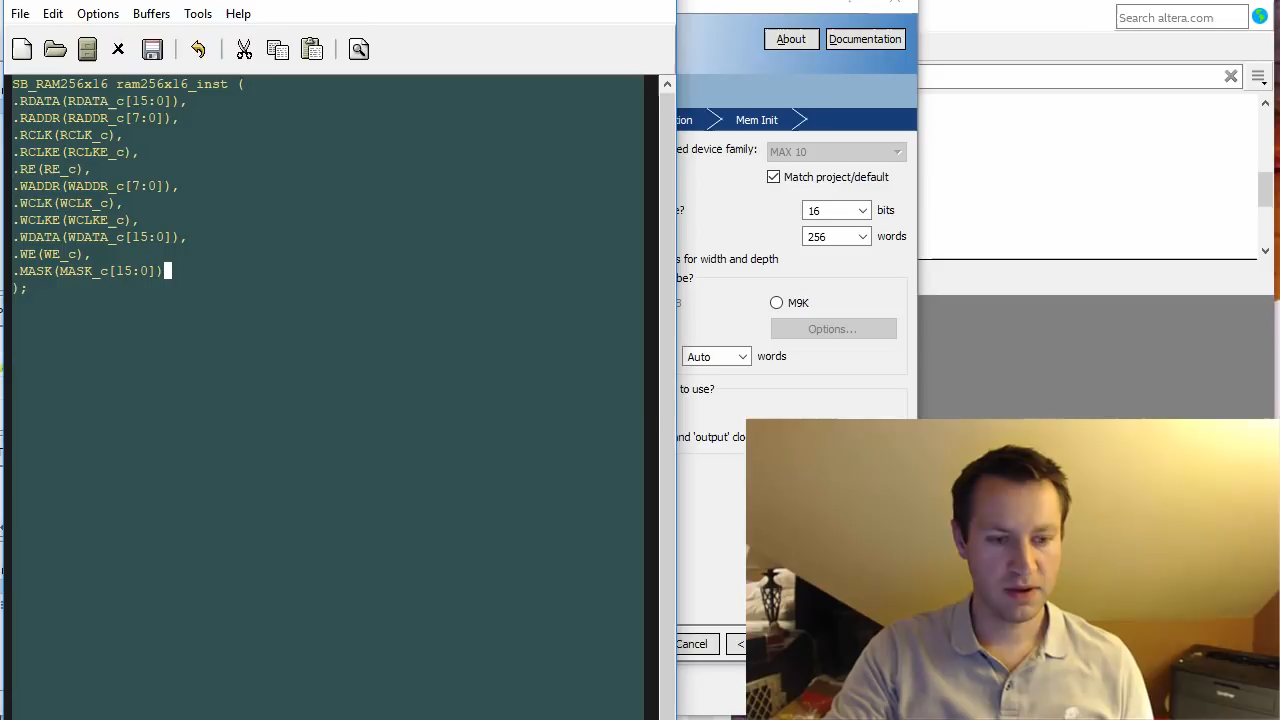 File Edit Options Buffers Tools Help
SB_RAM256x16 ram256x16_inst (
.RDATA(RDATA_c[15:0]),
.RADDR(RADDR_c[7:0]),
.RCLK(RCLK_c),
.RCLKE(RCLKE_c),
.RE(RE_c),
.WADDR(WADDR_c[7:0]),
.WCLK(WCLK_c),
.WCLKE(WCLKE_c),
.WDATA(WDATA_c[15:0]),
.WE(WE_c),
.MASK(MASK_c[15:0])
);
About Documentation
Mem Init
ed device family: MAX 10
Match project/default
16 bits
256 words
s for width and depth
be?
M9K
Options...
Auto words
to use?
and 'output' clo
Cancel <
Search altera.com